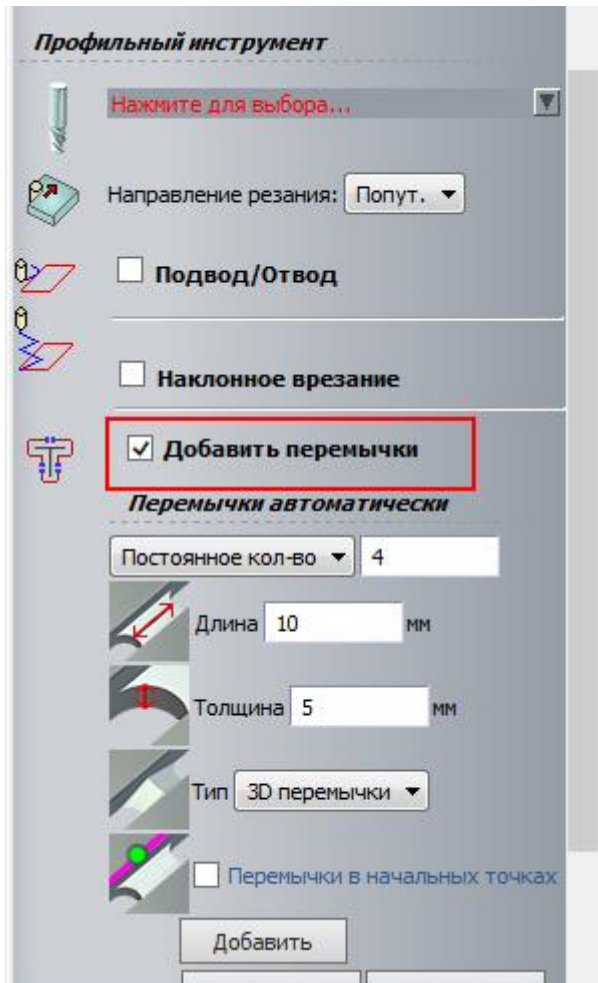 Профильный инструмент
Нажмите для выбора...
Направление резания: Попут.
Подвод/Отвод
Наклонное врезание
Добавить перемычки
Перемычки автоматически
Постоянное кол-во 4
Длина 10 мм
Толщина 5 мм
Тип 3D перемычки
Перемычки в начальных точках
Добавить